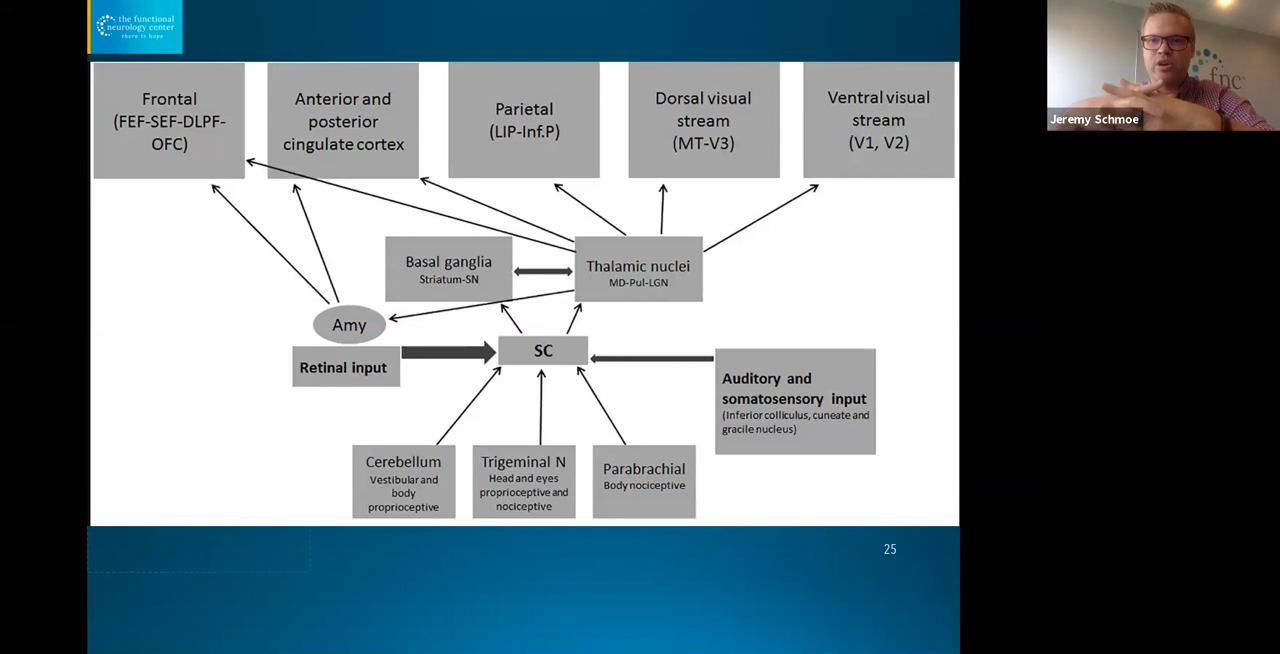 the functional
neurology center
there is hope
Frontal
(FEF-SEF-DLPF-
OFC)
Anterior and
posterior
cingulate cortex
Parietal
(LIP-Inf.P)
Dorsal visual
stream
(MT-V3)
Ventral visual
stream
(V1, V2)
Basal ganglia
Striatum-SN
Thalamic nuclei
MD-Pul-LGN
Amy
Retinal input
SC
Auditory and
somatosensory input
(Inferior colliculus, cuneate and
gracile nucleus)
Cerebellum
Vestibular and
body
proprioceptive
Trigeminal N
Head and eyes
proprioceptive and
nociceptive
Parabrachial
Body nociceptive
25
fnc
Jeremy Schmoe